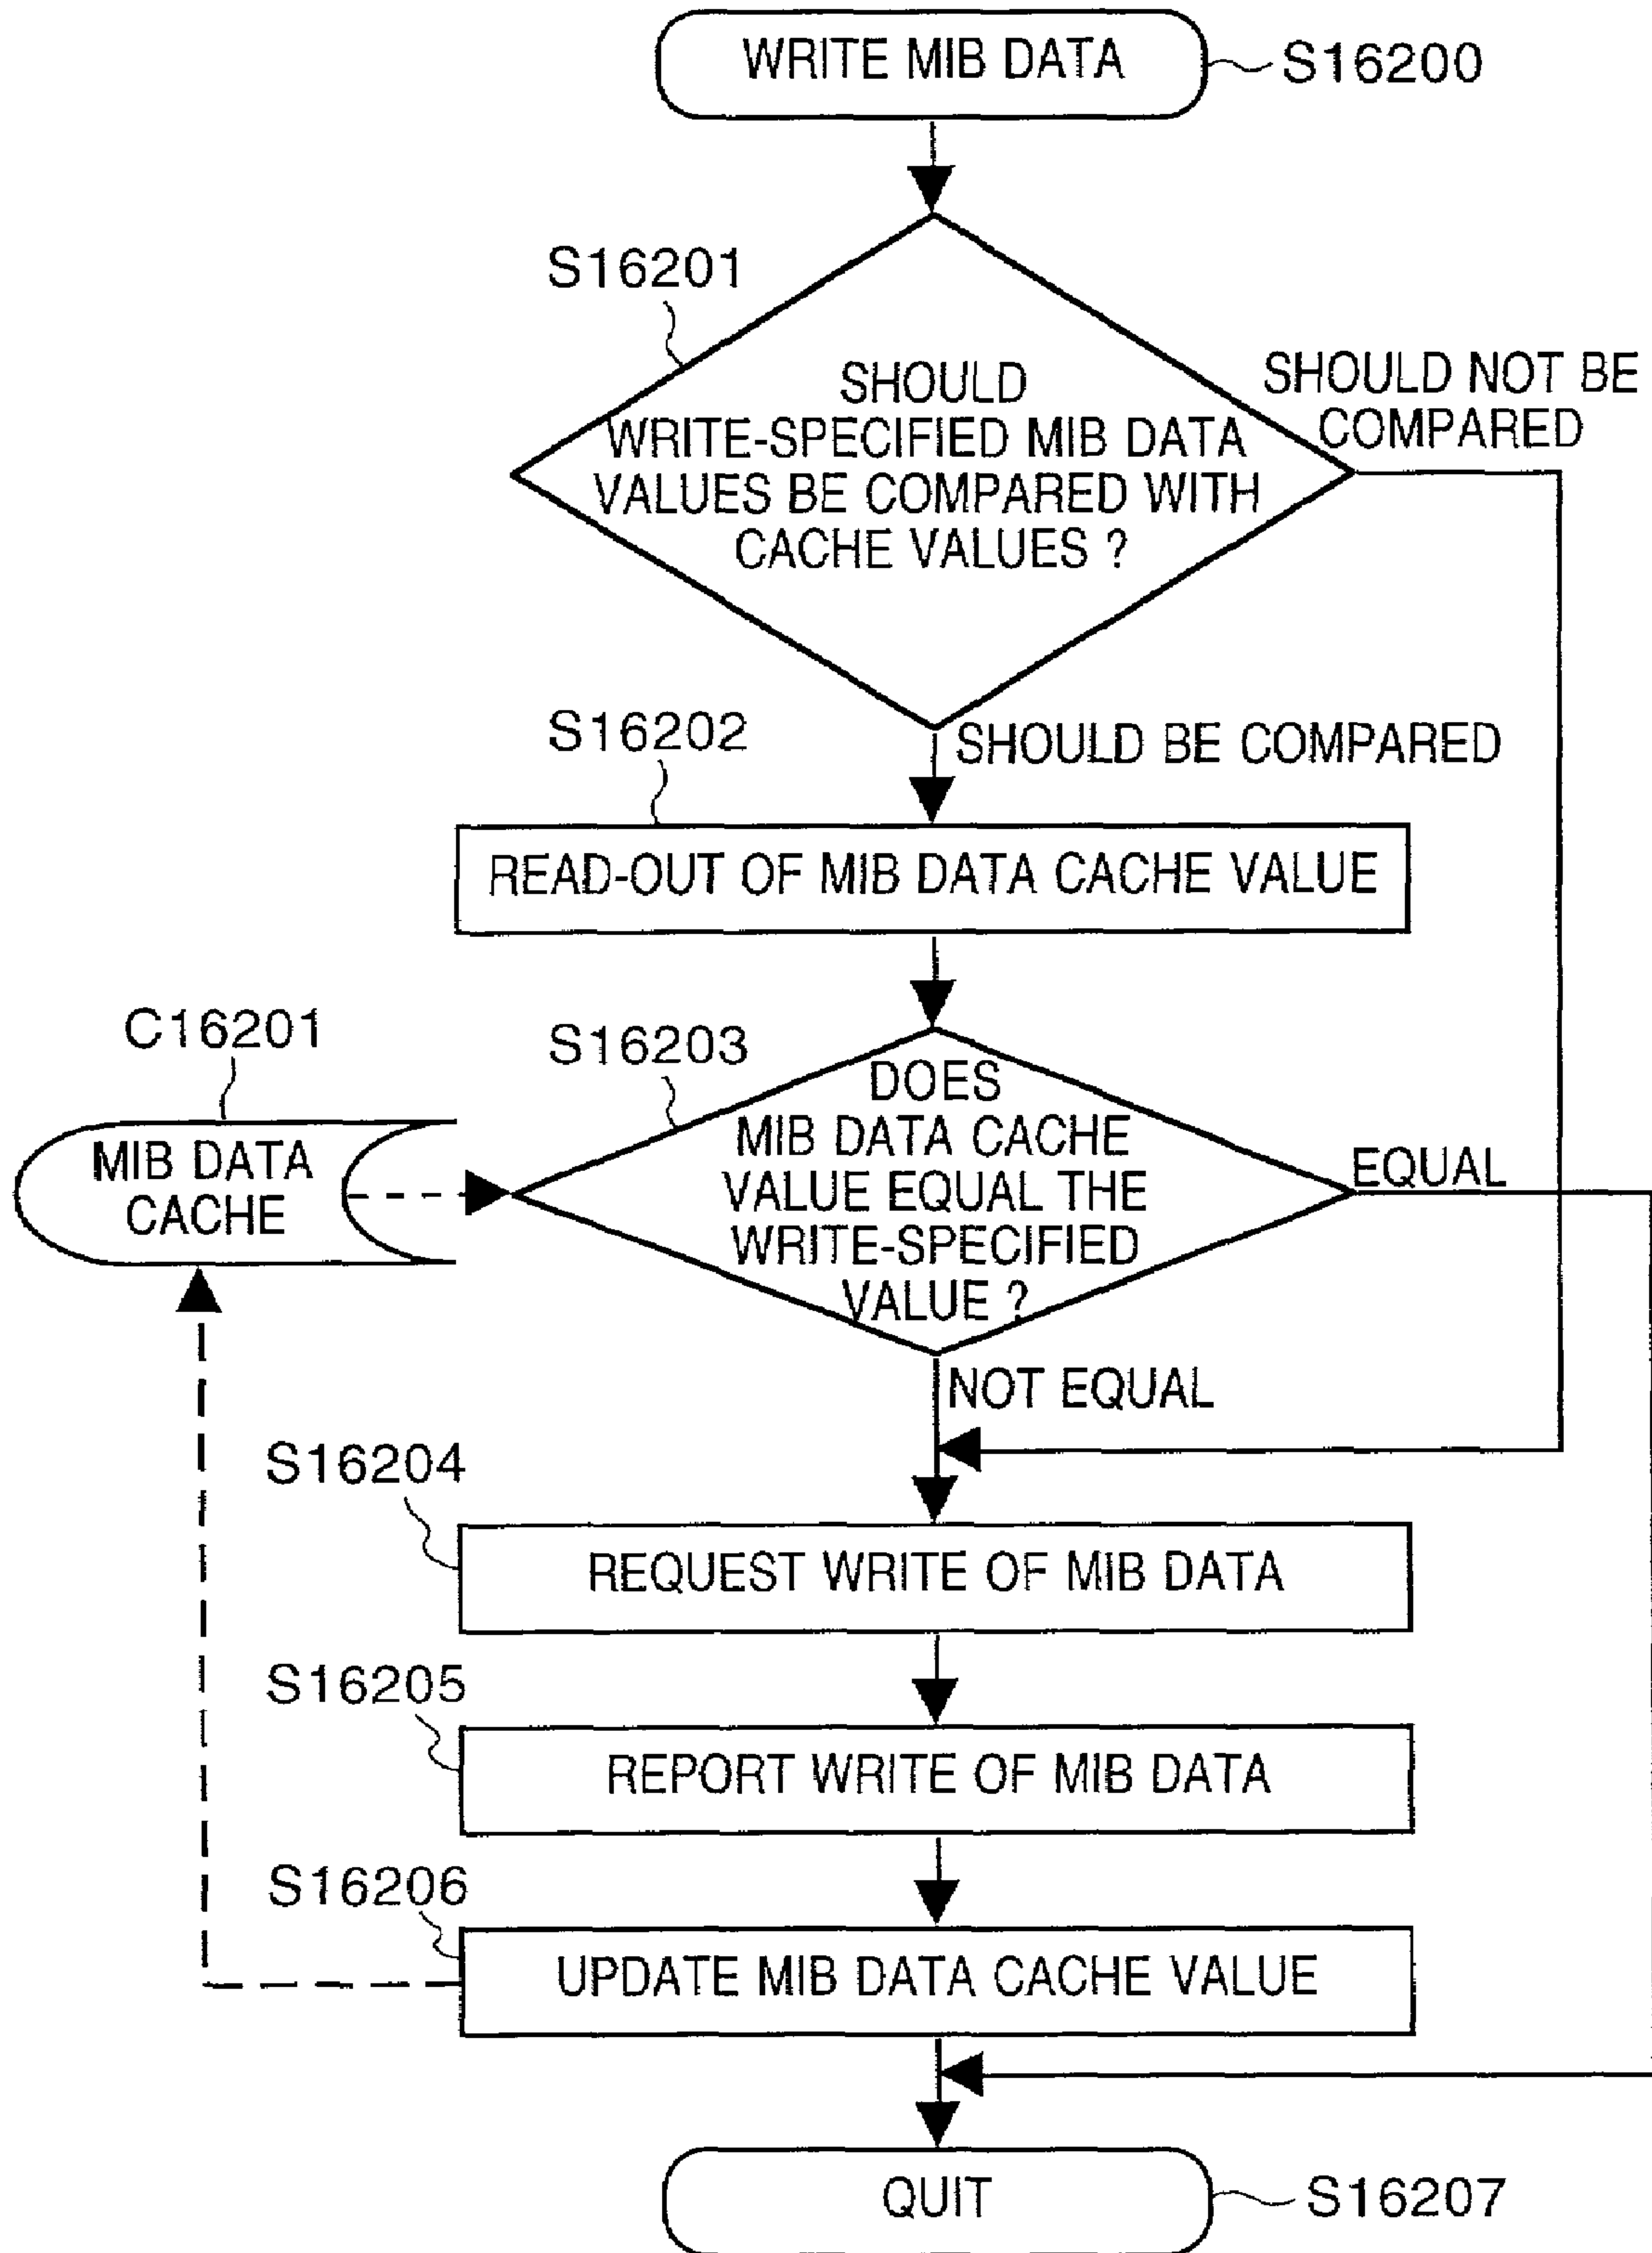 WRITE MIB DATA
S16200
S16201
SHOULD
WRITE-SPECIFIED MIB DATA
VALUES BE COMPARED WITH
CACHE VALUES ?
SHOULD NOT BE
COMPARED
SHOULD BE COMPARED
S16202
READ-OUT OF MIB DATA CACHE VALUE
C16201
MIB DATA
CACHE
S16203
DOES
MIB DATA CACHE
VALUE EQUAL THE
WRITE-SPECIFIED
VALUE ?
EQUAL
NOT EQUAL
S16204
REQUEST WRITE OF MIB DATA
S16205
REPORT WRITE OF MIB DATA
S16206
UPDATE MIB DATA CACHE VALUE
QUIT
S16207